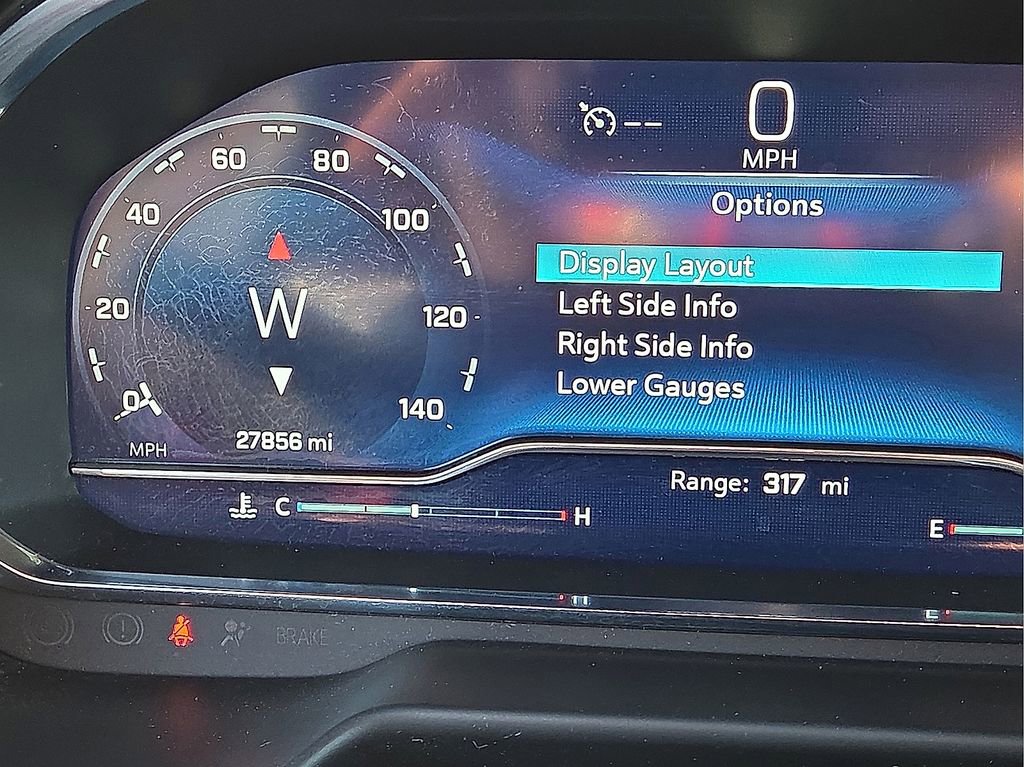 60
80
40
100
20
120
0
140
W
MPH
27856 mi
--
0
MPH
Options
Display Layout
Left Side Info
Right Side Info
Lower Gauges
Range: 317 mi
C
H
E
H
E
BRAKE